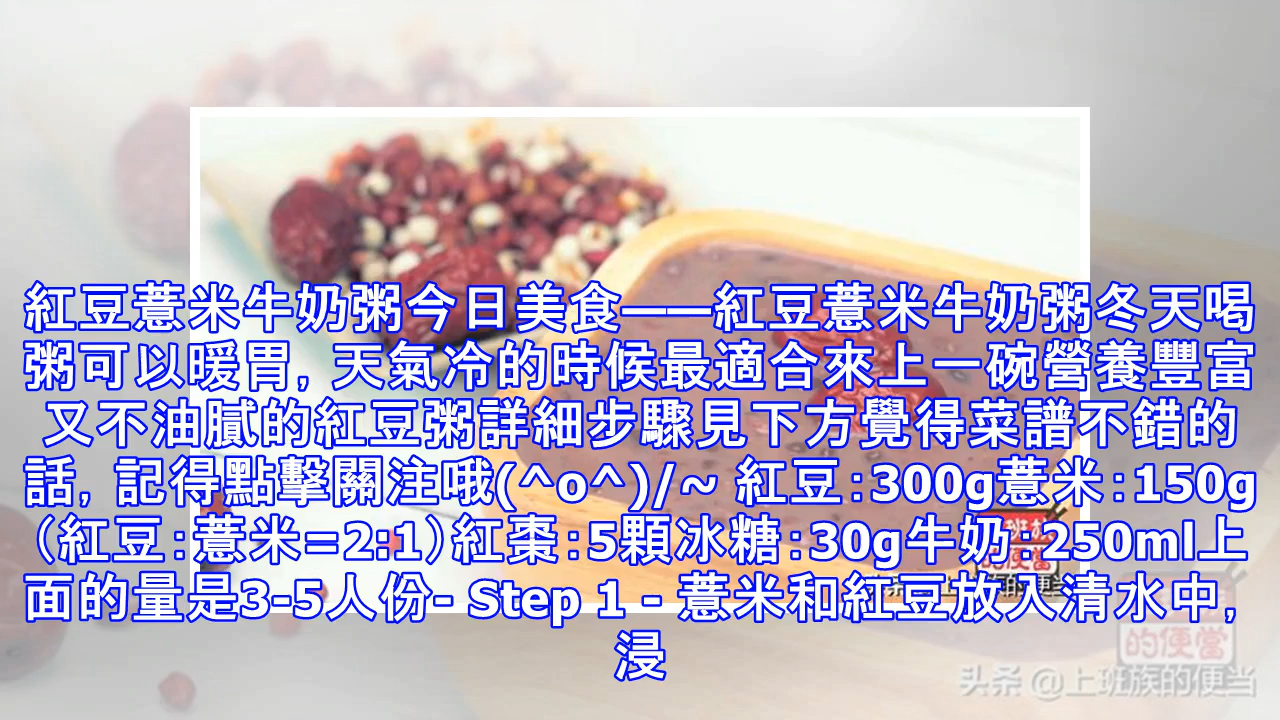 紅豆薏米牛奶粥今日美食——紅豆薏米牛奶粥冬天喝
粥可以暖胃，天氣冷的時候最適合來上一碗營養豐富
又不油膩的紅豆粥詳細步驟見下方覺得菜譜不錯的
話，記得點擊關注哦(^o^)/~ 紅豆：300g薏米：150g
（紅豆：薏米=2:1）紅棗：5顆冰糖：30g牛奶：250ml上
面的量是3-5人份- Step 1 - 薏米和紅豆放入清水中，
浸
的便當
头条 @上班族的便当